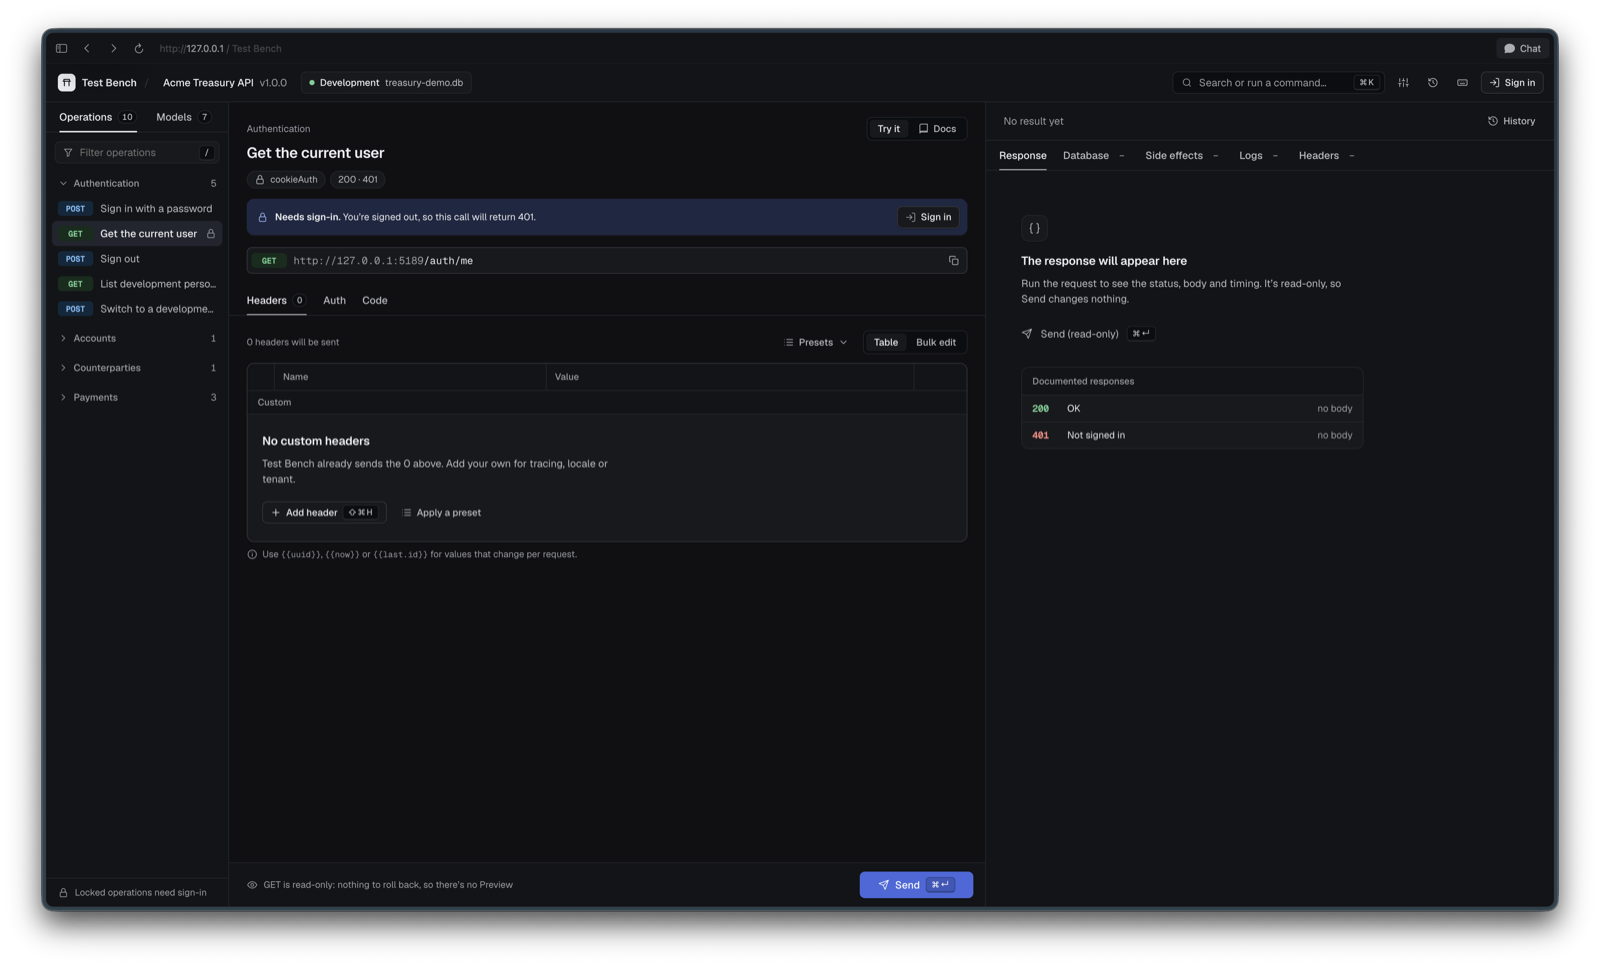 http://127.0.0.1 / Test Bench
Chat
Test Bench / Acme Treasury API v1.0.0
Development treasury-demo.db
Search or run a command... ⌘K
Sign in
Operations 10
Models 7
Filter operations /
Authentication 5
POST Sign in with a password
GET Get the current user
POST Sign out
GET List development perso...
POST Switch to a developme...
Accounts 1
Counterparties 1
Payments 3
Locked operations need sign-in
Authentication
Try it
Docs
Get the current user
cookieAuth
200 · 401
Needs sign-in. You're signed out, so this call will return 401.
Sign in
GET http://127.0.0.1:5189/auth/me
Headers 0
Auth
Code
0 headers will be sent
Presets
Table
Bulk edit
Name
Value
Custom
No custom headers
Test Bench already sends the 0 above. Add your own for tracing, locale or
tenant.
+ Add header ⇧⌘H
Apply a preset
Use {{uuid}}, {{now}} or {{last.id}} for values that change per request.
GET is read-only: nothing to roll back, so there's no Preview
Send ⌘↵
No result yet
History
Response
Database –
Side effects –
Logs –
Headers –
{}
The response will appear here
Run the request to see the status, body and timing. It's read-only, so
Send changes nothing.
Send (read-only) ⌘↵
Documented responses
200 OK no body
401 Not signed in no body